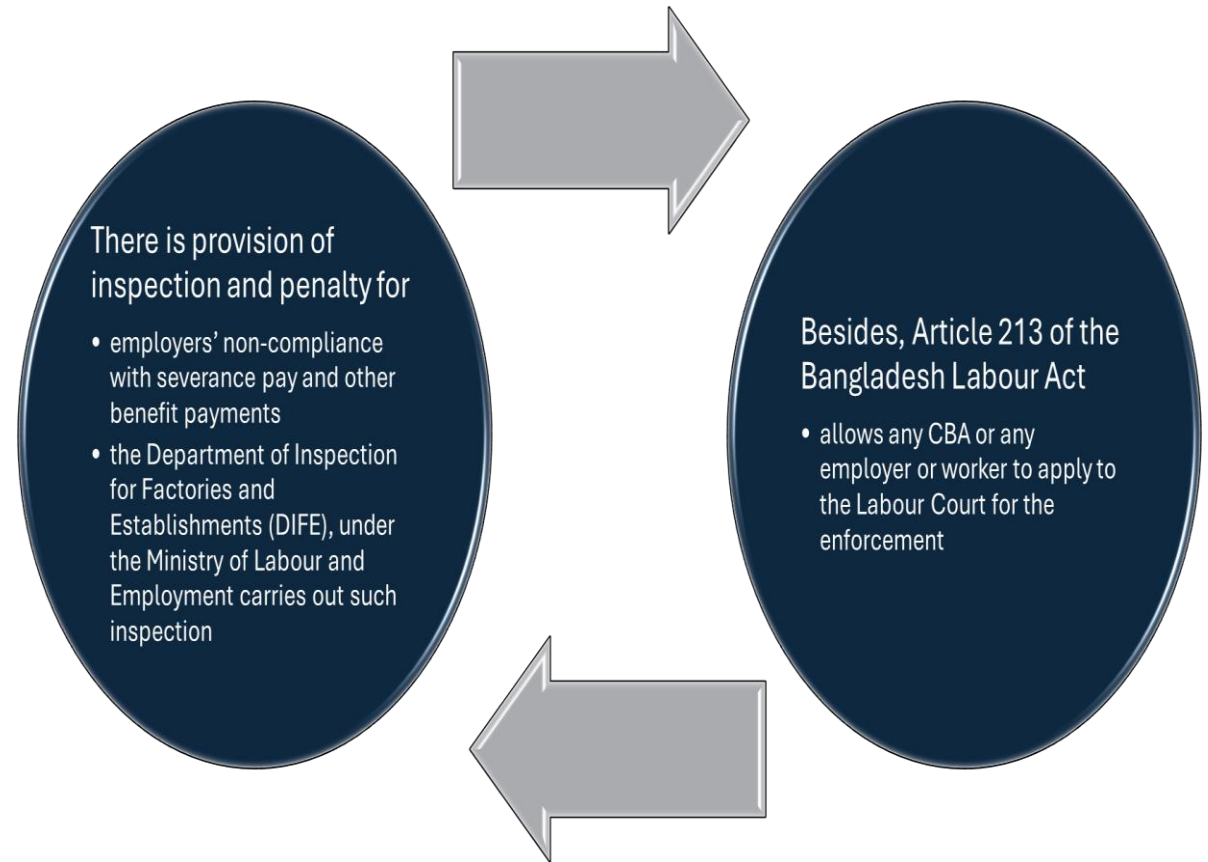 There is provision of
inspection and penalty for
• employers’ non-compliance
with severance pay and other
benefit payments
• the Department of Inspection
for Factories and
Establishments (DIFE), under
the Ministry of Labour and
Employment carries out such
inspection
Besides, Article 213 of the
Bangladesh Labour Act
• allows any CBA or any
employer or worker to apply to
the Labour Court for the
enforcement